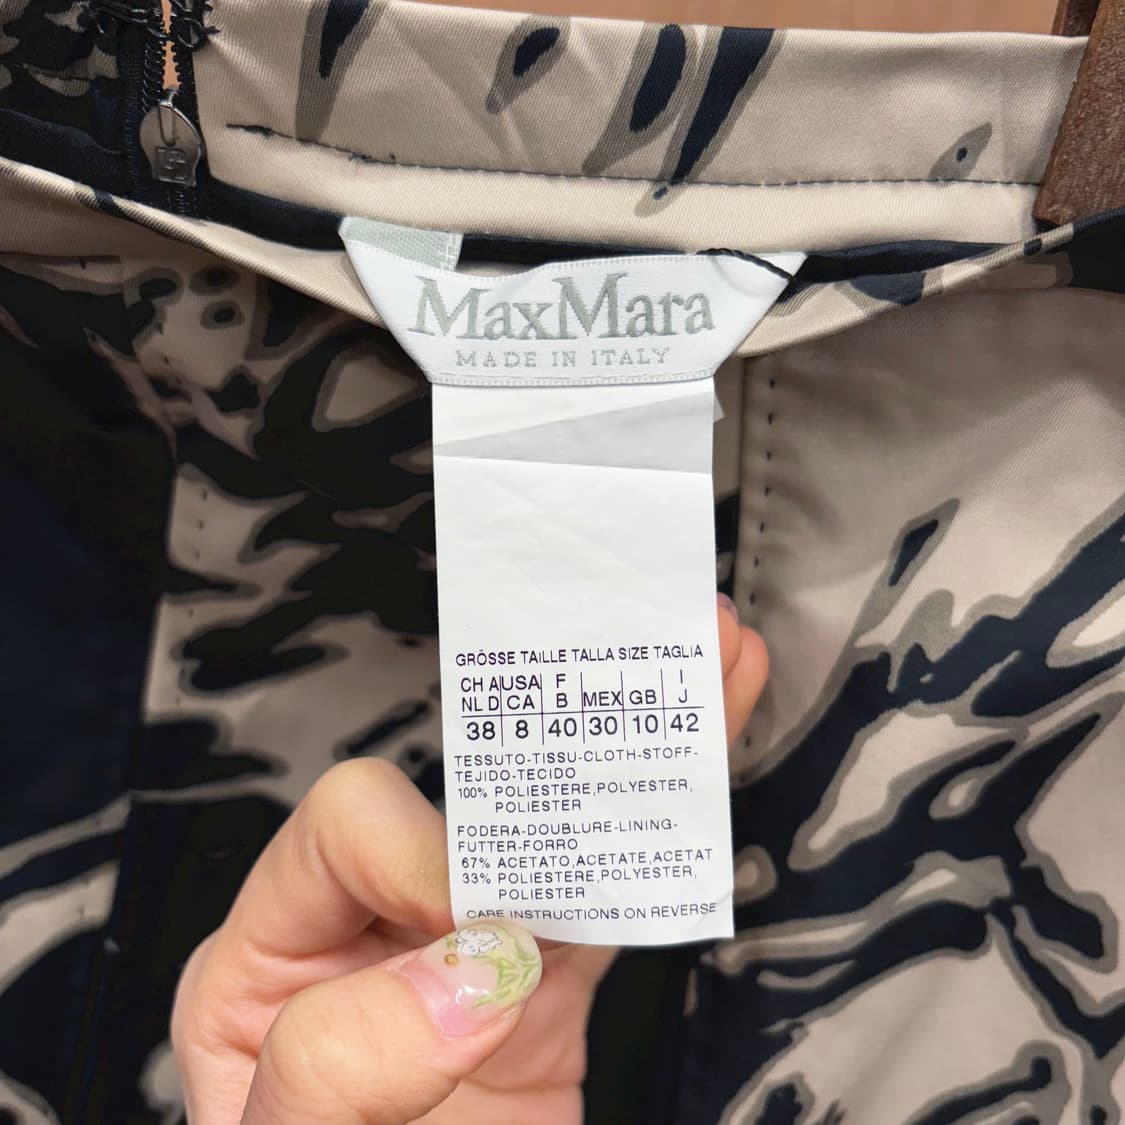 MaxMara
MADE IN ITALY
GRÖSSE TAILLE TALLA SIZE TAGLIA
CH A USA F I
NL D CA B MEX GB J
38 8 40 30 10 42
TESSUTO-TISSU-CLOTH-STOFF-
TEJIDO-TECIDO
100% POLIESTERE,POLYESTER,
POLIESTER
FODERA-DOUBLURE-LINING-
FUTTER-FORRO
67% ACETATO,ACETATE,ACETAT
33% POLIESTERE,POLYESTER,
POLIESTER
CARE INSTRUCTIONS ON REVERSE